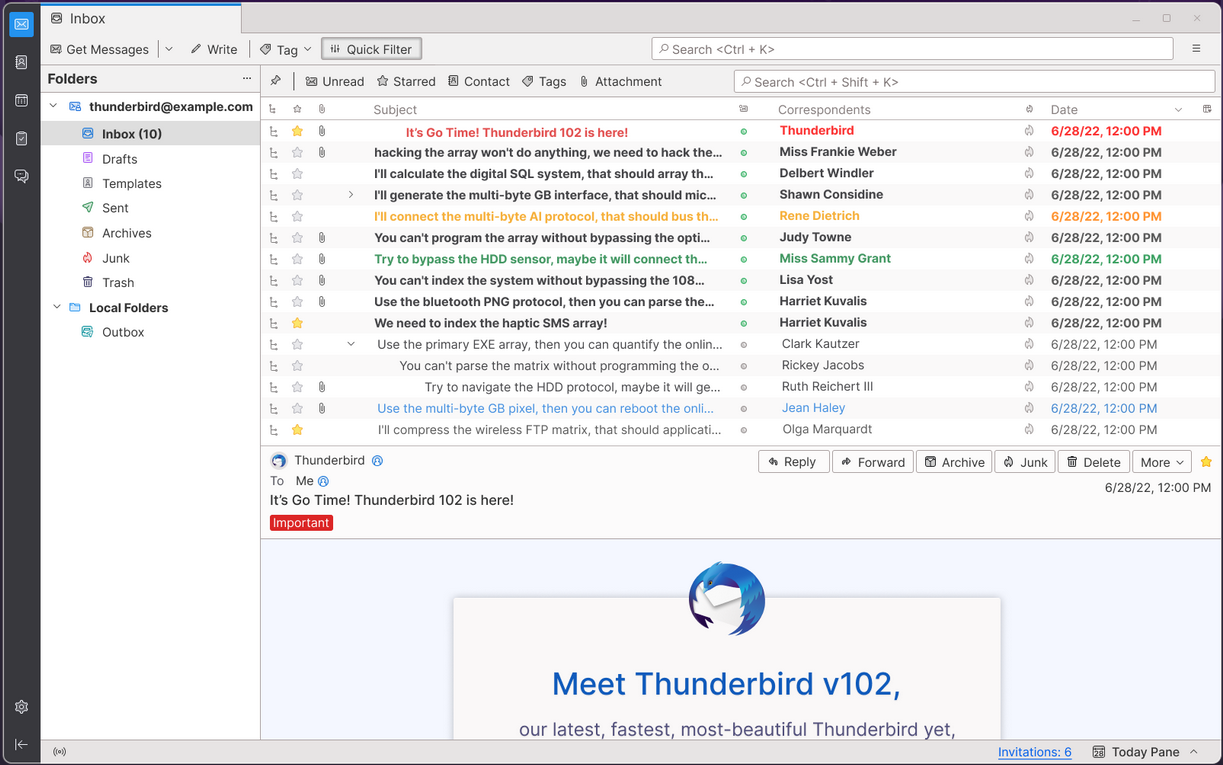 Inbox
Get Messages Write Tag Quick Filter Search <Ctrl + K>
Folders ...
Unread Starred Contact Tags Attachment Search <Ctrl + Shift + K>
thunderbird@example.com
Inbox (10)
Drafts
Templates
Sent
Archives
Junk
Trash
Local Folders
Outbox
Subject Correspondents Date
It's Go Time! Thunderbird 102 is here! Thunderbird 6/28/22, 12:00 PM
hacking the array won't do anything, we need to hack the... Miss Frankie Weber 6/28/22, 12:00 PM
I'll calculate the digital SQL system, that should array th... Delbert Windler 6/28/22, 12:00 PM
I'll generate the multi-byte GB interface, that should mic... Shawn Considine 6/28/22, 12:00 PM
I'll connect the multi-byte AI protocol, that should bus th... Rene Dietrich 6/28/22, 12:00 PM
You can't program the array without bypassing the opti... Judy Towne 6/28/22, 12:00 PM
Try to bypass the HDD sensor, maybe it will connect th... Miss Sammy Grant 6/28/22, 12:00 PM
You can't index the system without bypassing the 108... Lisa Yost 6/28/22, 12:00 PM
Use the bluetooth PNG protocol, then you can parse the... Harriet Kuvalis 6/28/22, 12:00 PM
We need to index the haptic SMS array! Harriet Kuvalis 6/28/22, 12:00 PM
Use the primary EXE array, then you can quantify the onlin... Clark Kautzer 6/28/22, 12:00 PM
You can't parse the matrix without programming the o... Rickey Jacobs 6/28/22, 12:00 PM
Try to navigate the HDD protocol, maybe it will ge... Ruth Reichert III 6/28/22, 12:00 PM
Use the multi-byte GB pixel, then you can reboot the onli... Jean Haley 6/28/22, 12:00 PM
I'll compress the wireless FTP matrix, that should applicati... Olga Marquardt 6/28/22, 12:00 PM
Thunderbird Reply Forward Archive Junk Delete More
To Me 6/28/22, 12:00 PM
It's Go Time! Thunderbird 102 is here!
Important
Meet Thunderbird v102,
our latest, fastest, most-beautiful Thunderbird yet,
Invitations: 6 28 Today Pane